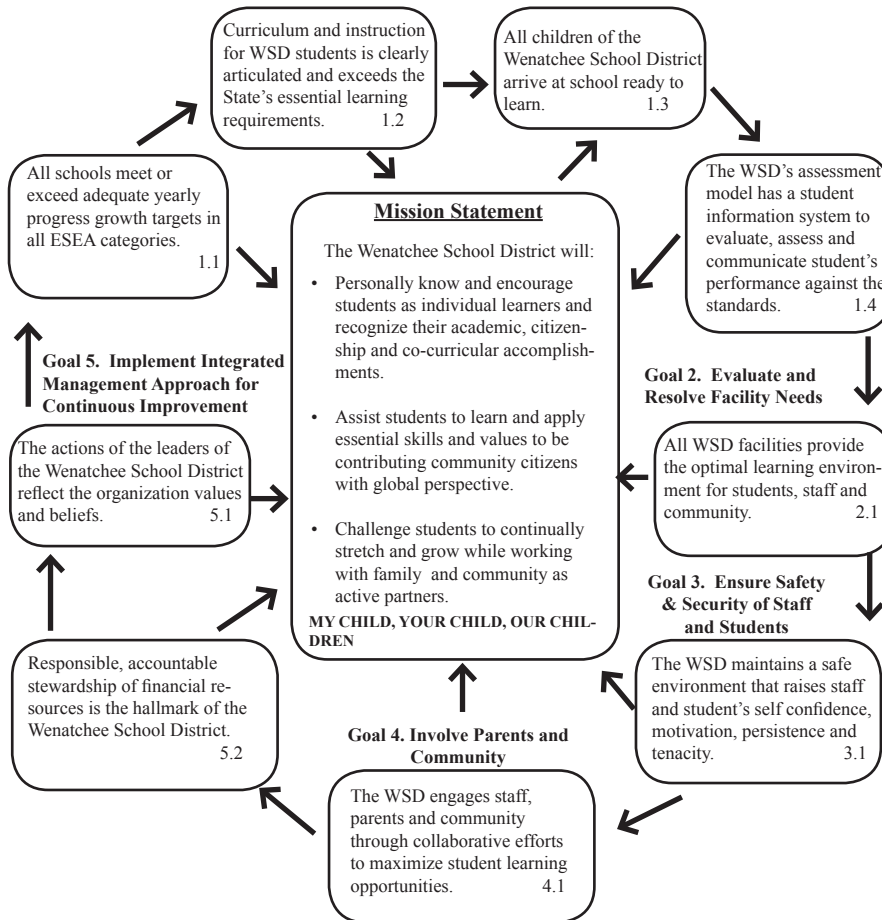 Curriculum and instruction
for WSD students is clearly
articulated and exceeds the
State's essential learning
requirements. 1.2
All children of the
Wenatchee School District
arrive at school ready to
learn. 1.3
All schools meet or
exceed adequate yearly
progress growth targets in
all ESEA categories.
1.1
The WSD's assessment
model has a student
information system to
evaluate, assess and
communicate student's
performance against the
standards. 1.4
Mission Statement
The Wenatchee School District will:
• Personally know and encourage
students as individual learners and
recognize their academic, citizen-
ship and co-curricular accomplish-
ments.
• Assist students to learn and apply
essential skills and values to be
contributing community citizens
with global perspective.
• Challenge students to continually
stretch and grow while working
with family and community as
active partners.
MY CHILD, YOUR CHILD, OUR CHIL-
DREN
Goal 5. Implement Integrated
Management Approach for
Continuous Improvement
Goal 2. Evaluate and
Resolve Facility Needs
The actions of the leaders of
the Wenatchee School District
reflect the organization values
and beliefs. 5.1
All WSD facilities provide
the optimal learning environ-
ment for students, staff and
community. 2.1
Goal 3. Ensure Safety
& Security of Staff
and Students
Responsible, accountable
stewardship of financial re-
sources is the hallmark of the
Wenatchee School District.
5.2
The WSD maintains a safe
environment that raises staff
and student's self confidence,
motivation, persistence and
tenacity. 3.1
Goal 4. Involve Parents and
Community
The WSD engages staff,
parents and community
through collaborative efforts
to maximize student learning
opportunities. 4.1